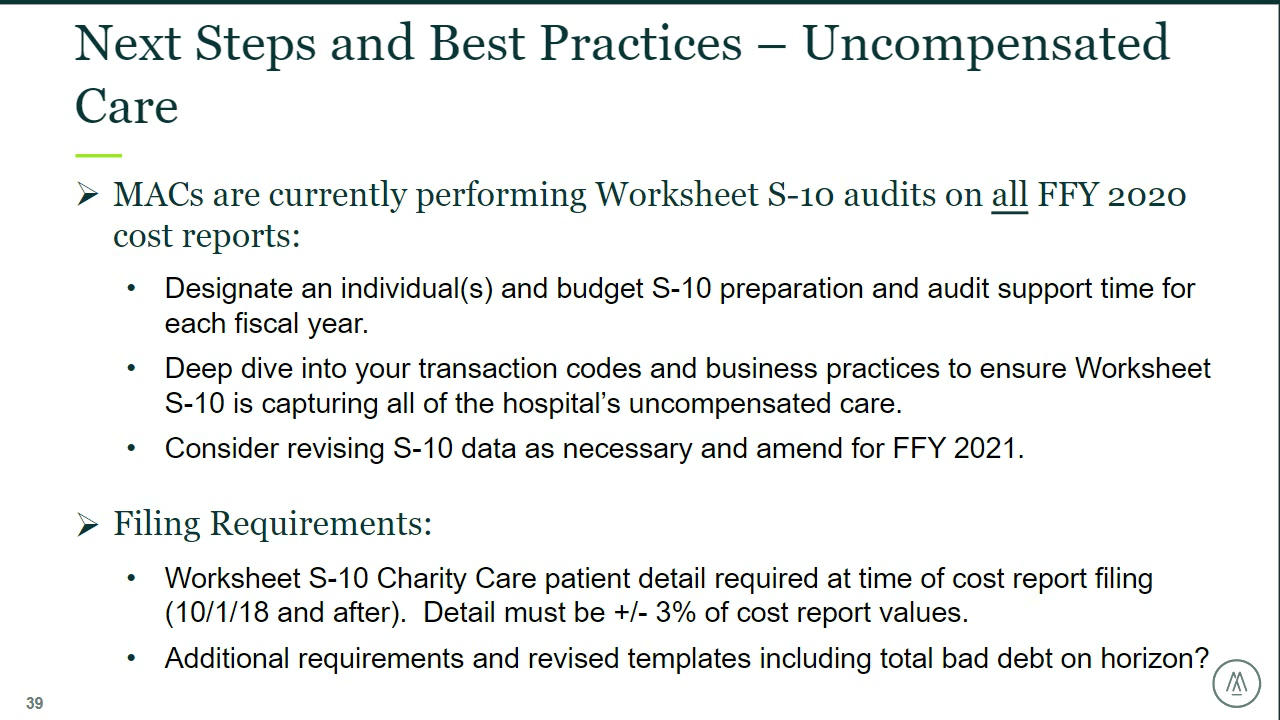 Next Steps and Best Practices – Uncompensated
Care
➢ MACs are currently performing Worksheet S-10 audits on all FFY 2020
cost reports:
• Designate an individual(s) and budget S-10 preparation and audit support time for
each fiscal year.
• Deep dive into your transaction codes and business practices to ensure Worksheet
S-10 is capturing all of the hospital’s uncompensated care.
• Consider revising S-10 data as necessary and amend for FFY 2021.
➢ Filing Requirements:
• Worksheet S-10 Charity Care patient detail required at time of cost report filing
(10/1/18 and after).  Detail must be +/- 3% of cost report values.
• Additional requirements and revised templates including total bad debt on horizon?
39